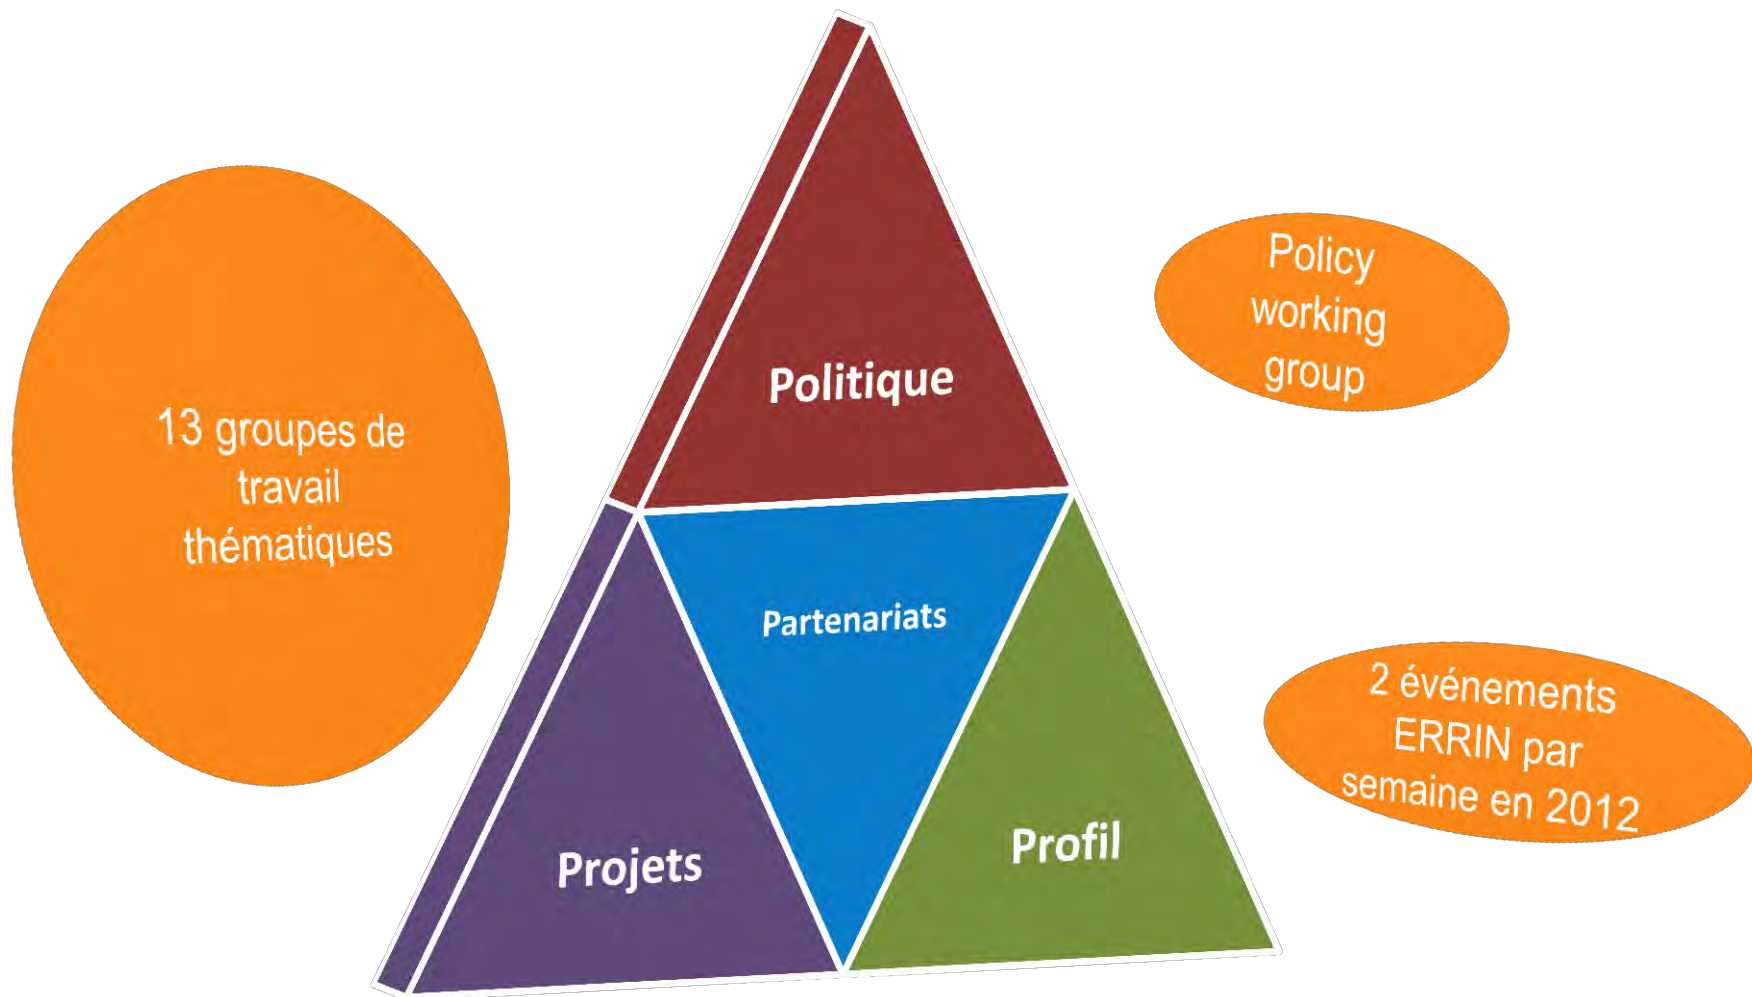 13 groupes de
travail
thématiques
Politique
Partenariats
Projets
Profil
Policy
working
group
2 événements
ERRIN par
semaine en 2012